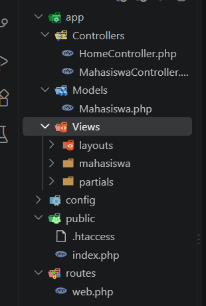 app
Controllers
HomeController.php
MahasiswaController....
Models
Mahasiswa.php
Views
layouts
mahasiswa
partials
config
public
.htaccess
index.php
routes
web.php